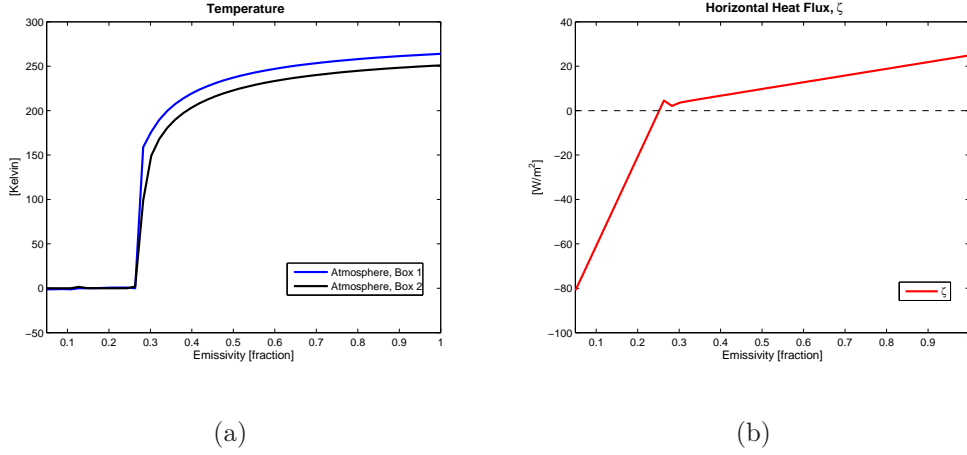 Temperature
300
250
200
150
100
50
0
−50
[Kelvin]
0.1 0.2 0.3 0.4 0.5 0.6 0.7 0.8 0.9 1
Emissivity [fraction]
Atmosphere, Box 1
Atmosphere, Box 2
(a)
Horizontal Heat Flux, ζ
40
20
0
−20
−40
−60
−80
−100
[W/m²]
0.1 0.2 0.3 0.4 0.5 0.6 0.7 0.8 0.9
Emissivity [fraction]
ζ
(b)